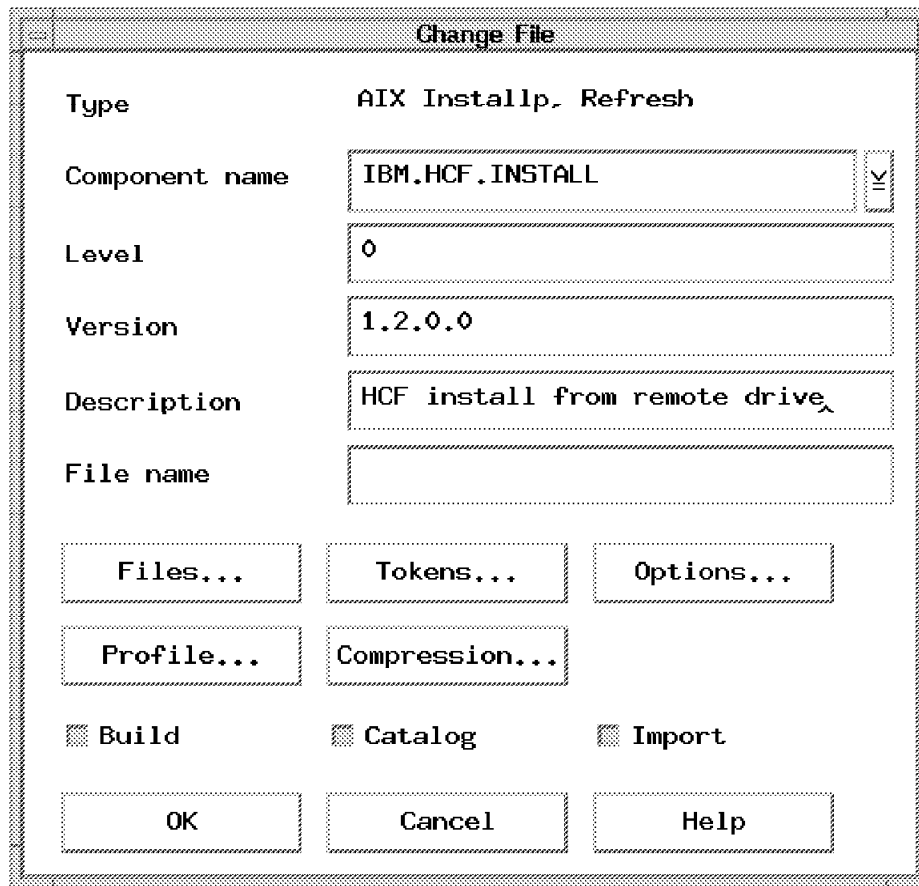 Change File
Type AIX Installp, Refresh
Component name IBM.HCF.INSTALL
Level 0
Version 1.2.0.0
Description HCF install from remote drive
File name
Files... Tokens... Options...
Profile... Compression...
Build Catalog Import
OK Cancel Help